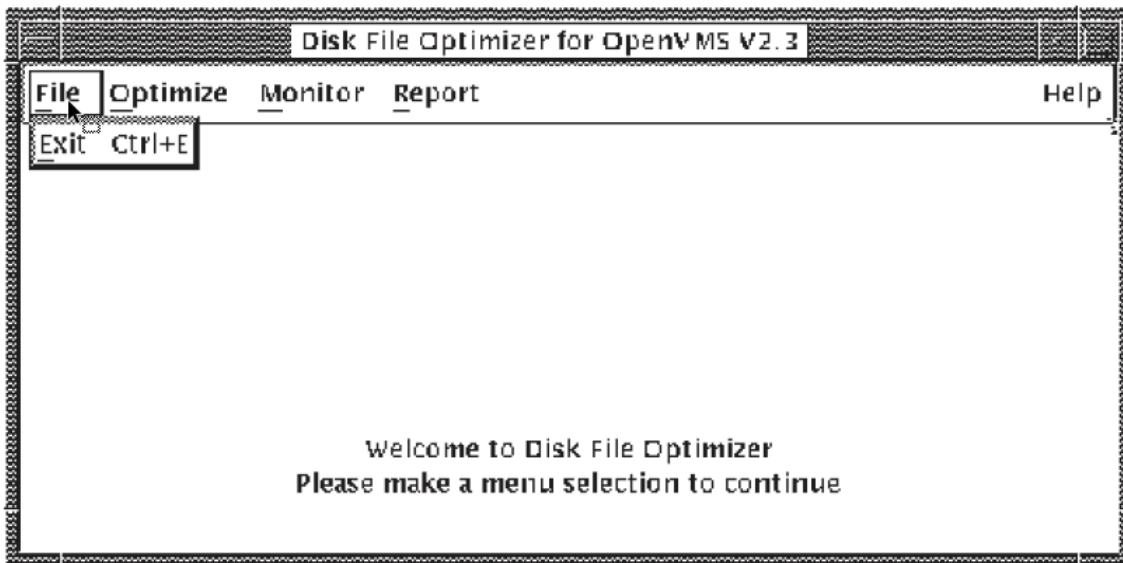 Disk File Optimizer for OpenVMS V2.3
File Optimize Monitor Report Help
Exit Ctrl+E
Welcome to Disk File Optimizer
Please make a menu selection to continue